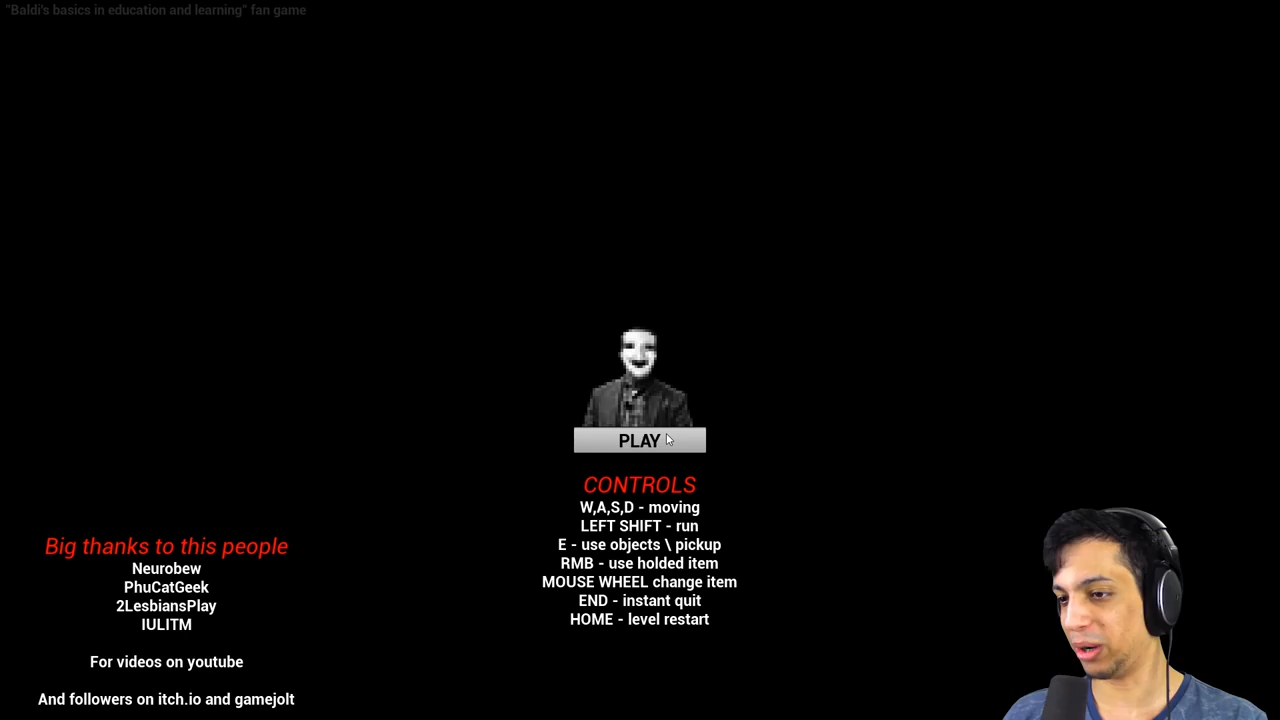 "Baldi's basics in education and learning" fan game
PLAY
CONTROLS
W,A,S,D - moving
LEFT SHIFT - run
E - use objects \ pickup
RMB - use holded item
MOUSE WHEEL change item
END - instant quit
HOME - level restart
Big thanks to this people
Neurobew
PhuCatGeek
2LesbiansPlay
IULITM
For videos on youtube
And followers on itch.io and gamejolt